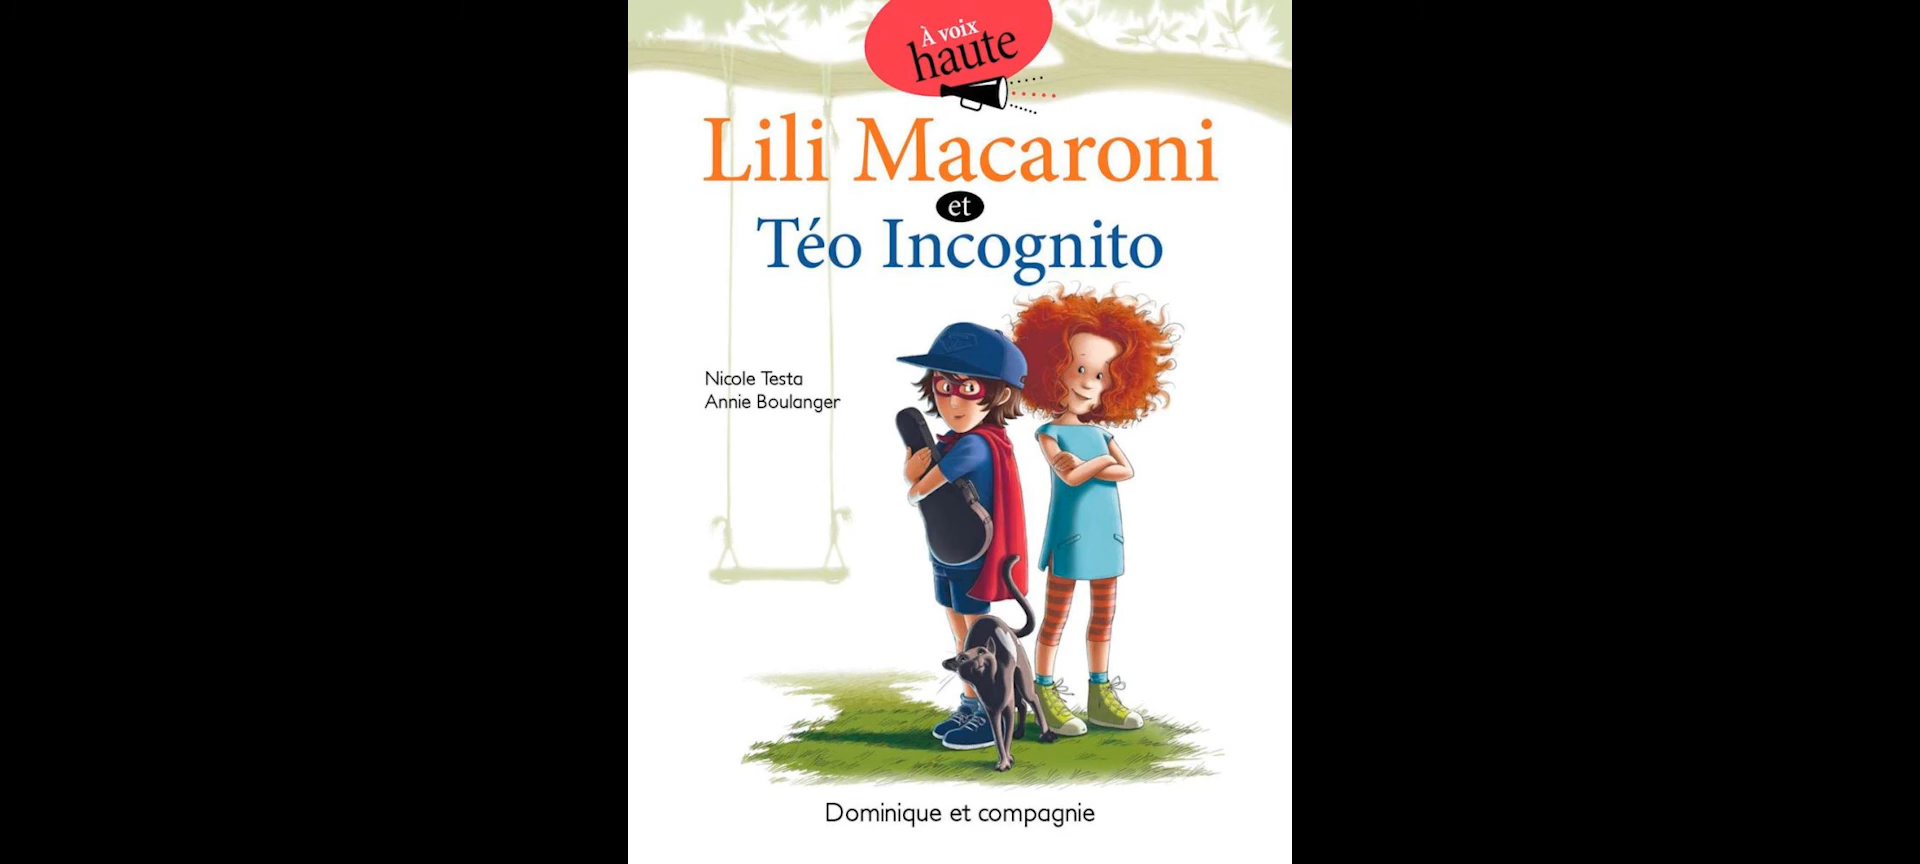 À voix
haute
Lili Macaroni
et
Téo Incognito
Nicole Testa
Annie Boulanger
Dominique et compagnie